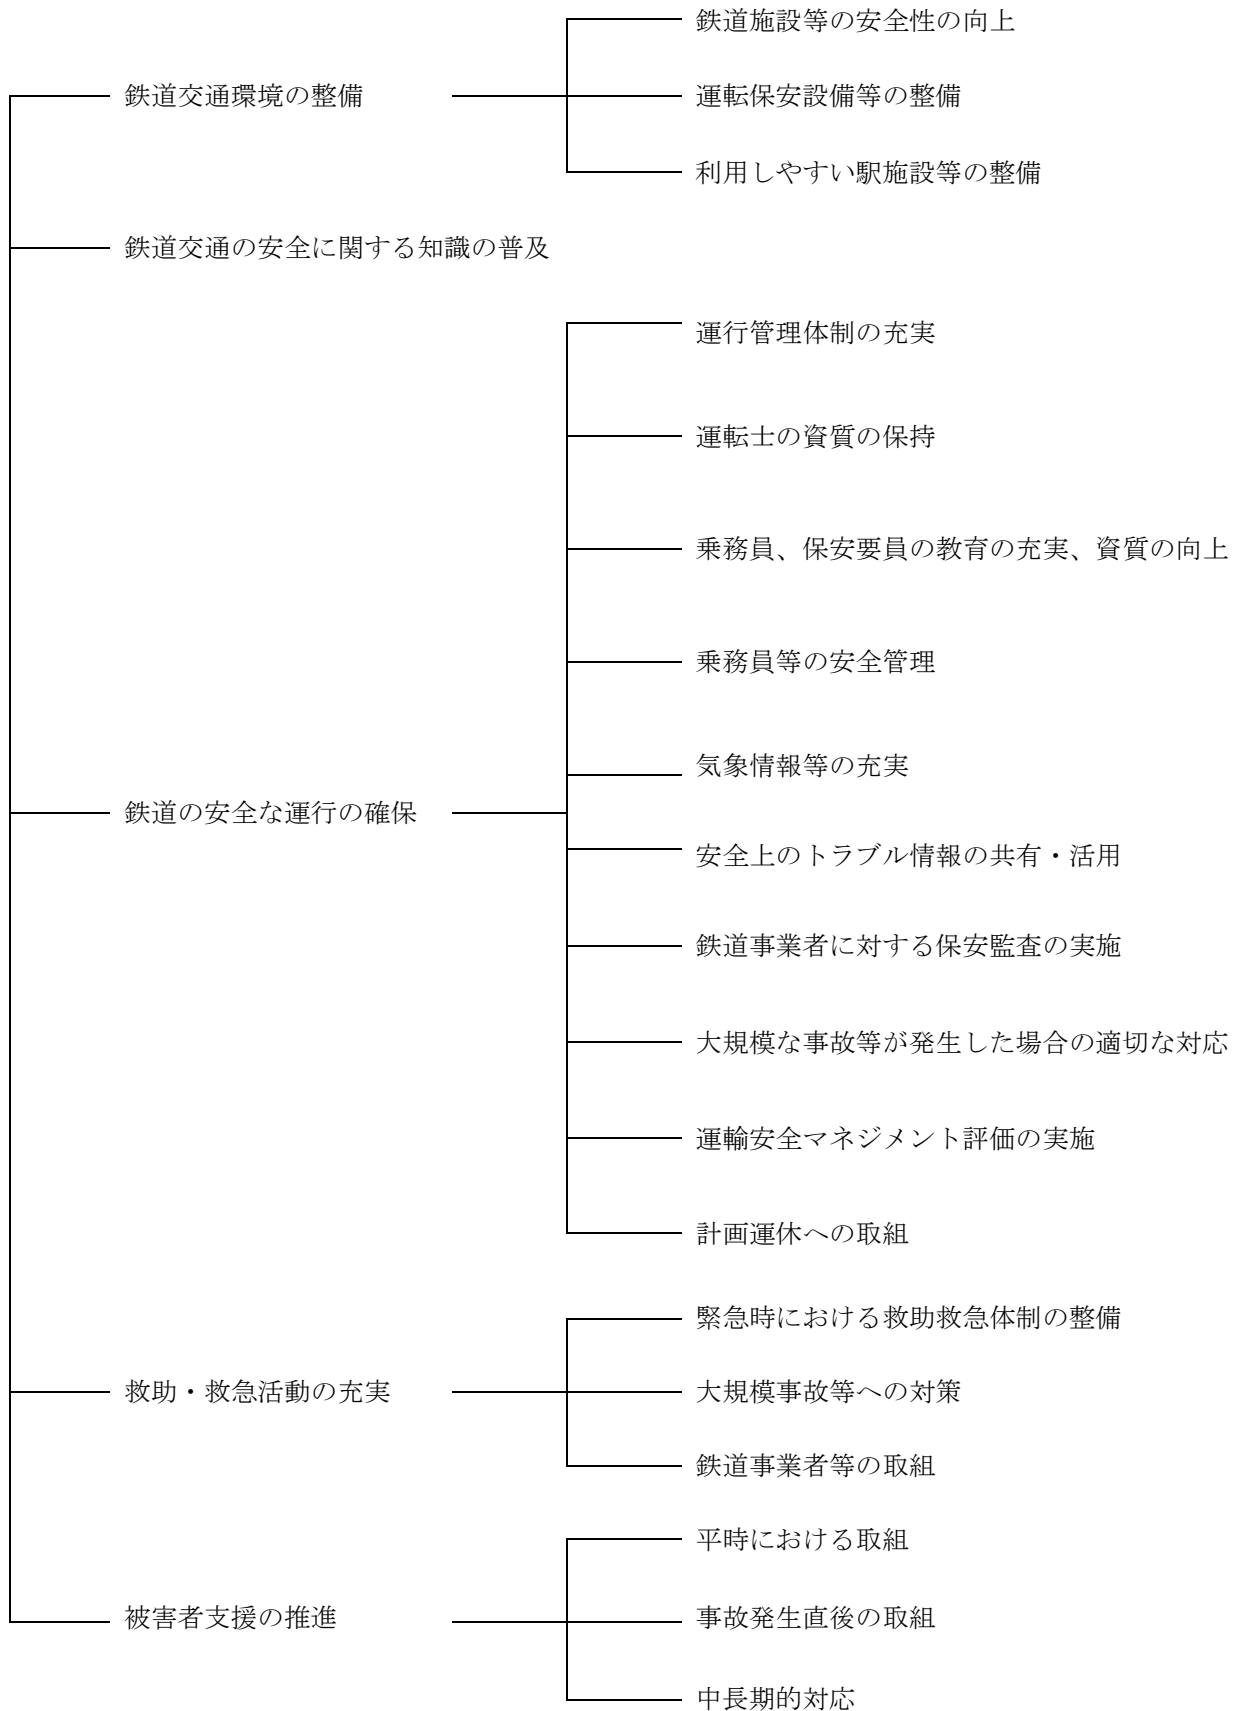 鉄道交通環境の整備
鉄道施設等の安全性の向上
運転保安設備等の整備
利用しやすい駅施設等の整備
鉄道交通の安全に関する知識の普及
鉄道の安全な運行の確保
運行管理体制の充実
運転士の資質の保持
乗務員、保安要員の教育の充実、資質の向上
乗務員等の安全管理
気象情報等の充実
安全上のトラブル情報の共有・活用
鉄道事業者に対する保安監査の実施
大規模な事故等が発生した場合の適切な対応
運輸安全マネジメント評価の実施
計画運休への取組
救助・救急活動の充実
緊急時における救助救急体制の整備
大規模事故等への対策
鉄道事業者等の取組
被害者支援の推進
平時における取組
事故発生直後の取組
中長期的対応